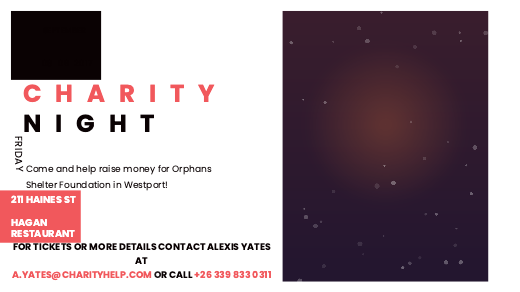 CHARITY
NIGHT
FRIDAY
Come and help raise money for Orphans
Shelter Foundation in Westport!
211 HAINES ST
HAGAN
RESTAURANT
FOR TICKETS OR MORE DETAILS CONTACT ALEXIS YATES
AT
A.YATES@CHARITYHELP.COM OR CALL +26 339 833 0311